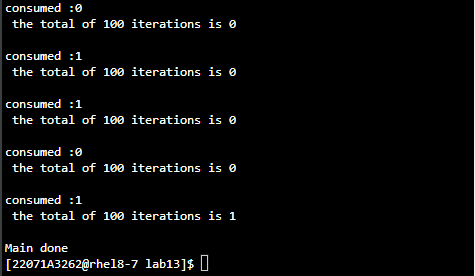 consumed :0
 the total of 100 iterations is 0
consumed :1
 the total of 100 iterations is 0
consumed :1
 the total of 100 iterations is 0
consumed :0
 the total of 100 iterations is 0
consumed :1
 the total of 100 iterations is 1
Main done
[22071A3262@rhel8-7 lab13]$